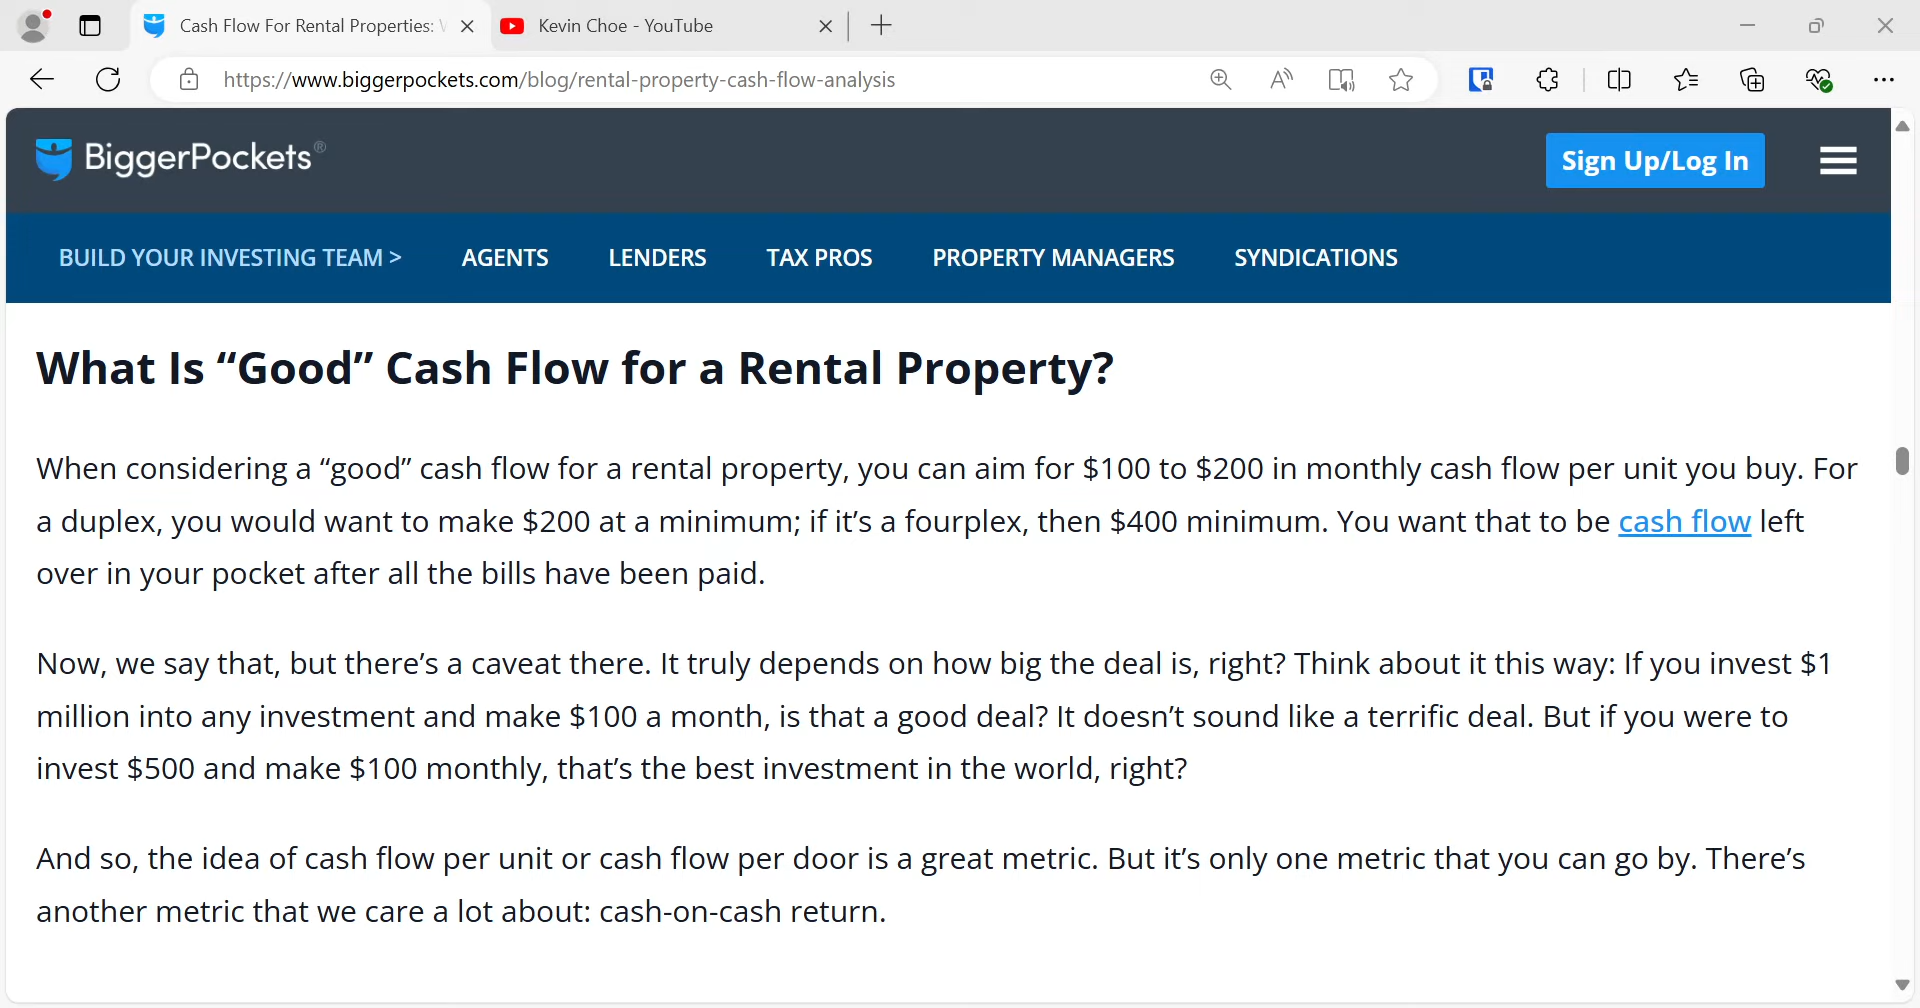 Cash Flow For Rental Properties:
Kevin Choe - YouTube
https://www.biggerpockets.com/blog/rental-property-cash-flow-analysis
BiggerPockets®
Sign Up/Log In
BUILD YOUR INVESTING TEAM > AGENTS LENDERS TAX PROS PROPERTY MANAGERS SYNDICATIONS
What Is “Good” Cash Flow for a Rental Property?
When considering a “good” cash flow for a rental property, you can aim for $100 to $200 in monthly cash flow per unit you buy. For
a duplex, you would want to make $200 at a minimum; if it’s a fourplex, then $400 minimum. You want that to be cash flow left
over in your pocket after all the bills have been paid.
Now, we say that, but there’s a caveat there. It truly depends on how big the deal is, right? Think about it this way: If you invest $1
million into any investment and make $100 a month, is that a good deal? It doesn’t sound like a terrific deal. But if you were to
invest $500 and make $100 monthly, that’s the best investment in the world, right?
And so, the idea of cash flow per unit or cash flow per door is a great metric. But it’s only one metric that you can go by. There’s
another metric that we care a lot about: cash-on-cash return.